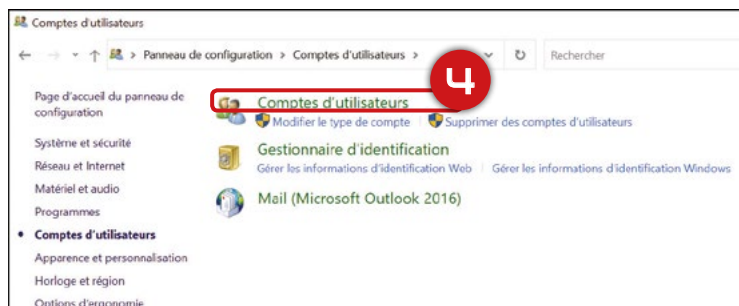 Comptes d'utilisateurs
Panneau de configuration > Comptes d'utilisateurs >
Rechercher
4
Page d'accueil du panneau de
configuration
Système et sécurité
Réseau et Internet
Matériel et audio
Programmes
Comptes d'utilisateurs
Apparence et personnalisation
Horloge et région
Options d'ergonomie
Comptes d'utilisateurs
Modifier le type de compte
Supprimer des comptes d'utilisateurs
Gestionnaire d'identification
Gérer les informations d'identification Web
Gérer les informations d'identification Windows
Mail (Microsoft Outlook 2016)